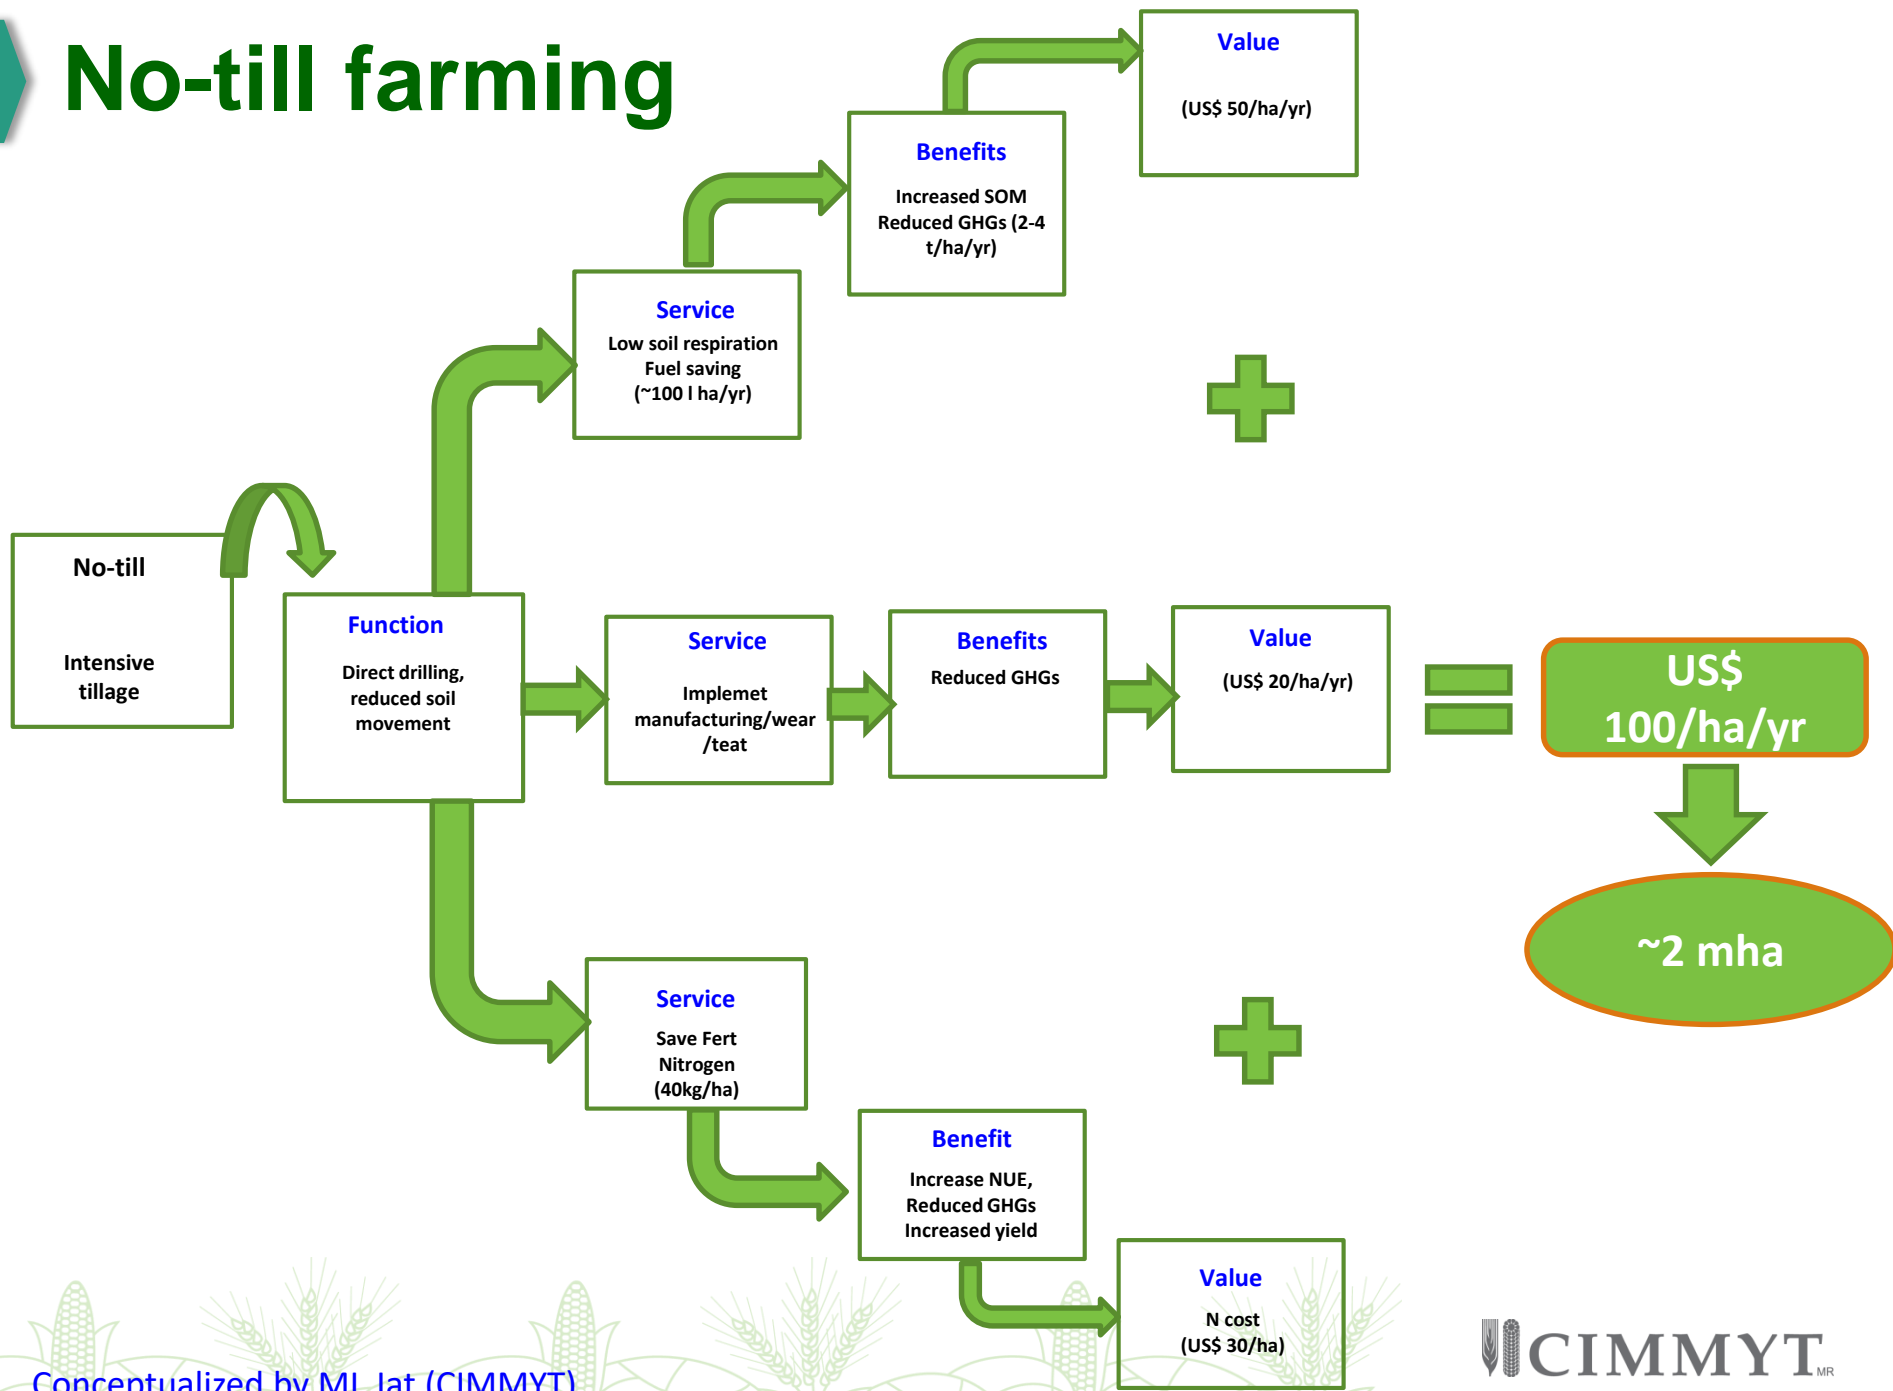 No-till farming
Value
(US$ 50/ha/yr)
Benefits
Increased SOM
Reduced GHGs (2-4
t/ha/yr)
Service
Low soil respiration
Fuel saving
(~100 l ha/yr)
No-till
Intensive
tillage
Function
Direct drilling,
reduced soil
movement
Service
Implemet
manufacturing/wear
/teat
Benefits
Reduced GHGs
Value
(US$ 20/ha/yr)
US$
100/ha/yr
~2 mha
Service
Save Fert
Nitrogen
(40kg/ha)
Benefit
Increase NUE,
Reduced GHGs
Increased yield
Value
N cost
(US$ 30/ha)
Conceptualized by ML Jat (CIMMYT)
CIMMYT
MR